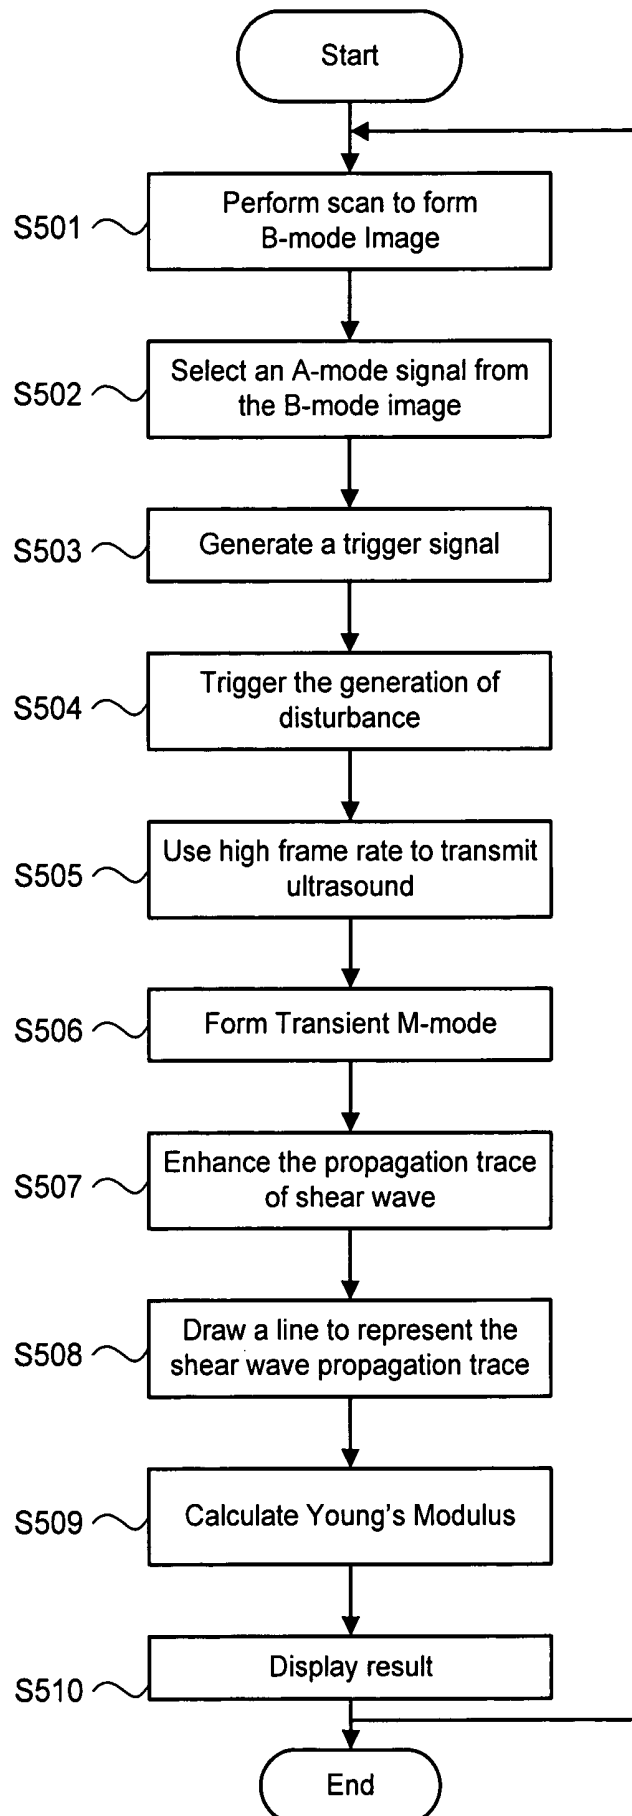 Start
S501
Perform scan to form
B-mode Image
S502
Select an A-mode signal from
the B-mode image
S503
Generate a trigger signal
S504
Trigger the generation of
disturbance
S505
Use high frame rate to transmit
ultrasound
S506
Form Transient M-mode
S507
Enhance the propagation trace
of shear wave
S508
Draw a line to represent the
shear wave propagation trace
S509
Calculate Young's Modulus
S510
Display result
End